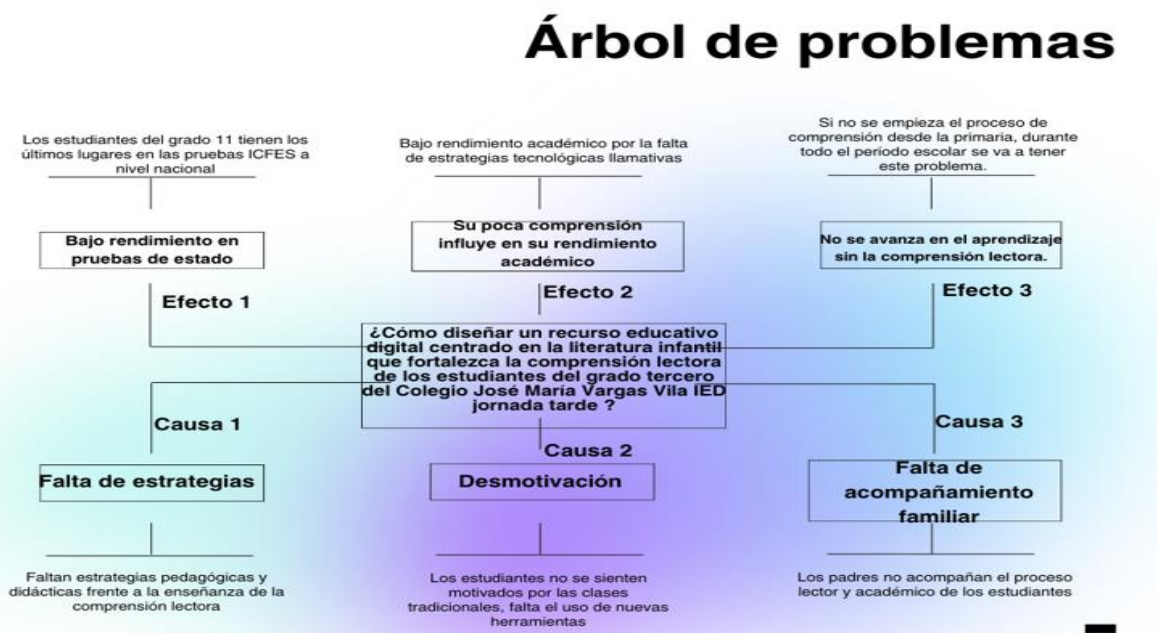 Árbol de problemas
Los estudiantes del grado 11 tienen los
últimos lugares en las pruebas ICFES a
nivel nacional
Bajo rendimiento académico por la falta
de estrategias tecnológicas llamativas
Si no se empieza el proceso de
comprensión desde la primaria, durante
todo el período escolar se va a tener
este problema.
Bajo rendimiento en
pruebas de estado
Su poca comprensión
influye en su rendimiento
académico
No se avanza en el aprendizaje
sin la comprensión lectora.
Efecto 1
Efecto 2
Efecto 3
¿Cómo diseñar un recurso educativo
digital centrado en la literatura infantil
que fortalezca la comprensión lectora
de los estudiantes del grado tercero
del Colegio José María Vargas Vila IED
jornada tarde ?
Causa 1
Causa 2
Causa 3
Falta de estrategias
Desmotivación
Falta de
acompañamiento
familiar
Faltan estrategias pedagógicas y
didácticas frente a la enseñanza de la
comprensión lectora
Los estudiantes no se sienten
motivados por las clases
tradicionales, falta el uso de nuevas
herramientas
Los padres no acompañan el proceso
lector y académico de los estudiantes